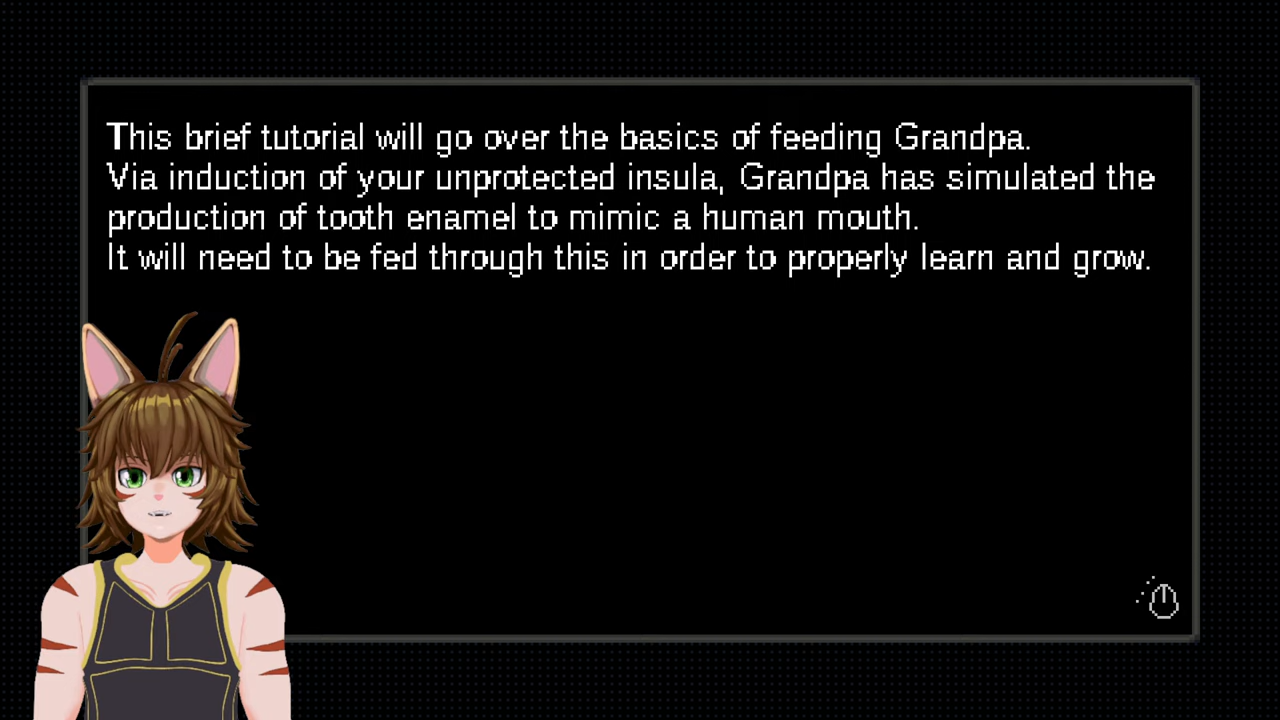 This brief tutorial will go over the basics of feeding Grandpa.
Via induction of your unprotected insula, Grandpa has simulated the
production of tooth enamel to mimic a human mouth.
It will need to be fed through this in order to properly learn and grow.